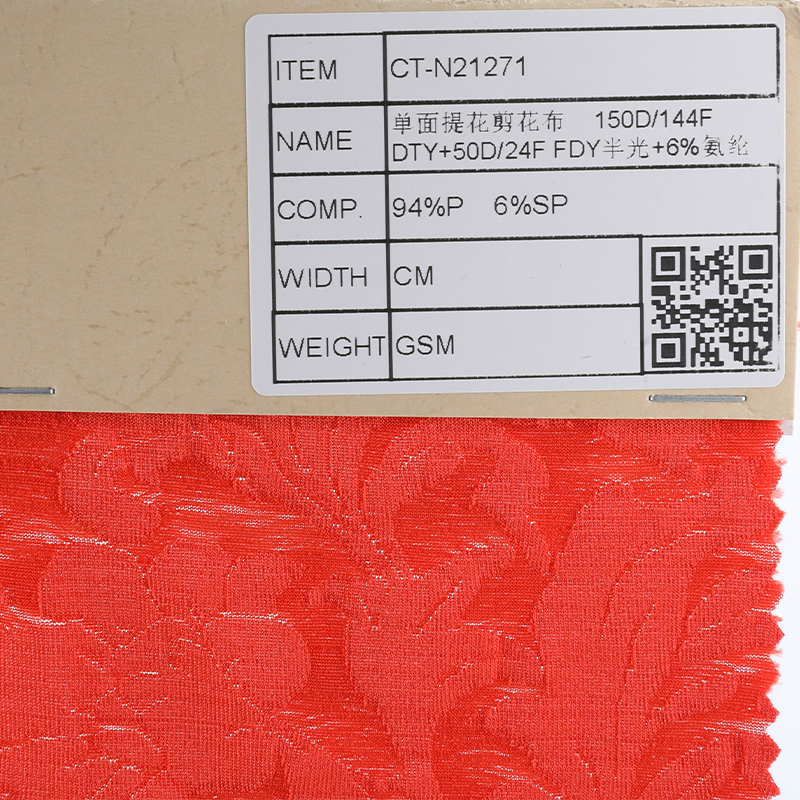 ITEM CT-N21271
NAME 单面提花剪花布 150D/144F
DTY+50D/24F FDY半光+6%氨纶
COMP. 94%P 6%SP
WIDTH CM
WEIGHT GSM